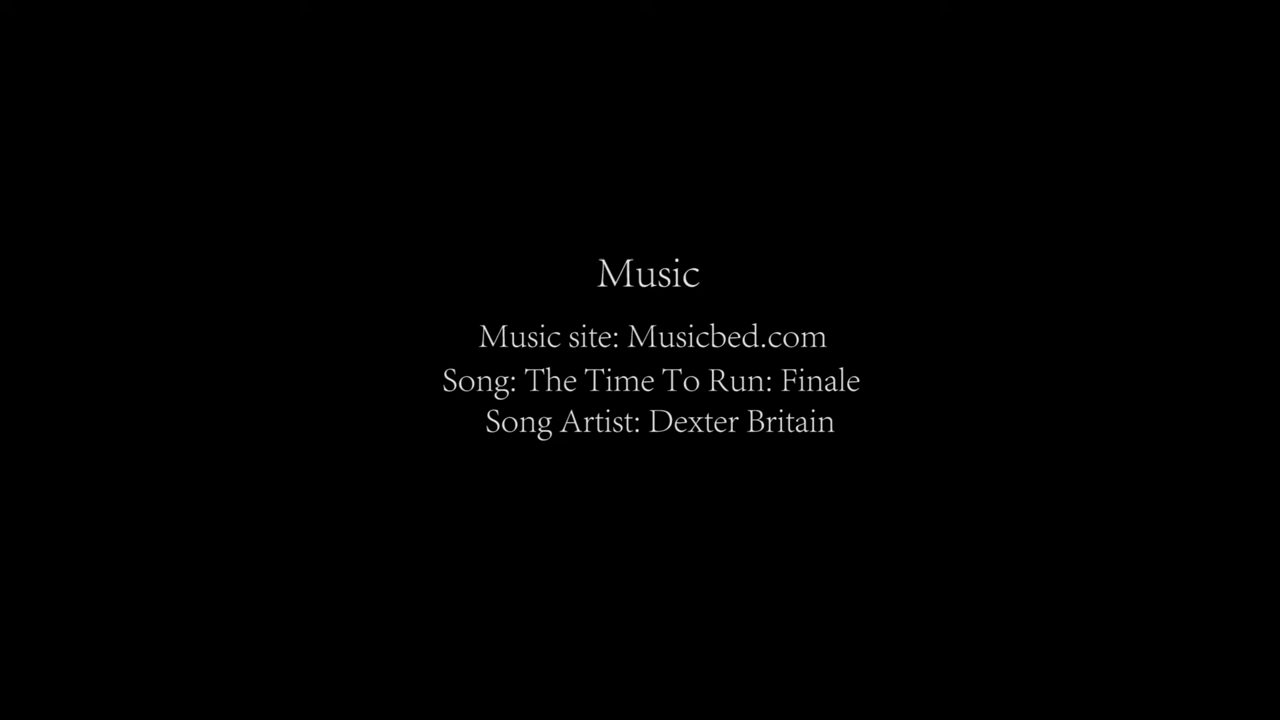 Music
Music site: Musicbed.com
Song: The Time To Run: Finale
Song Artist: Dexter Britain